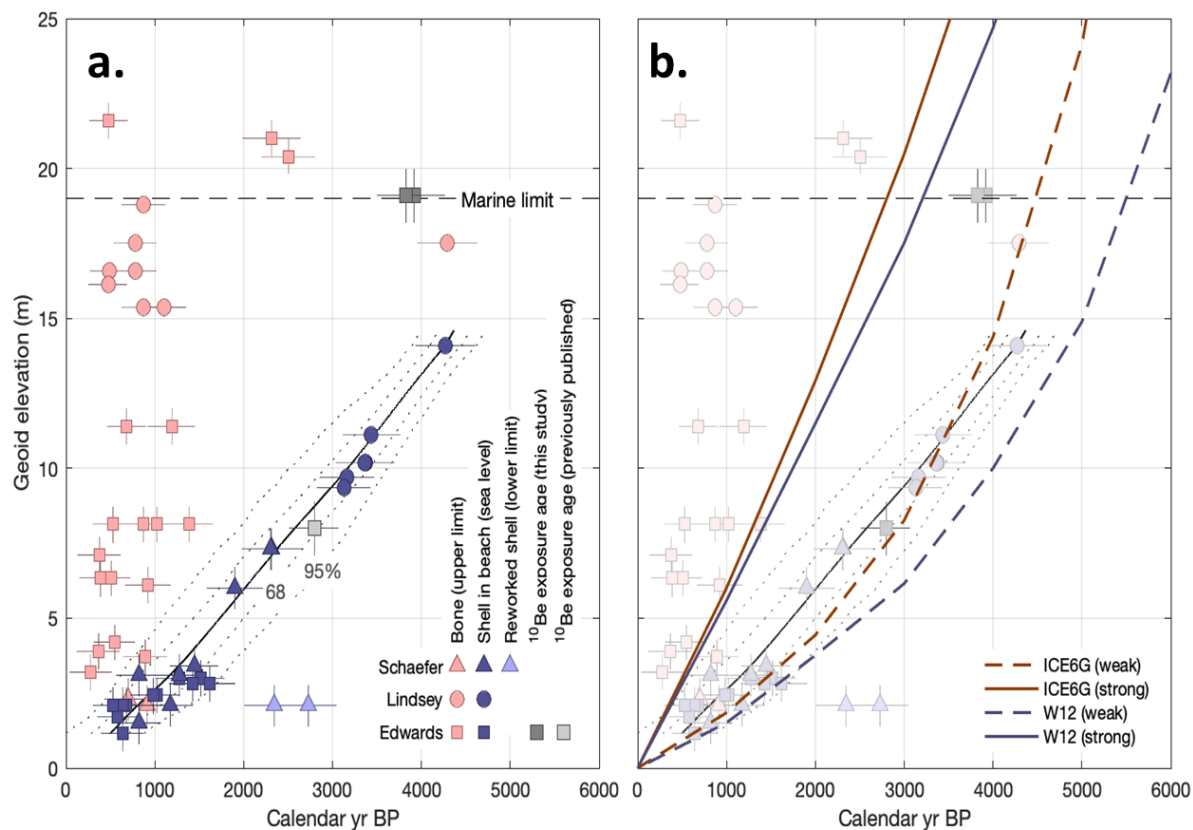 a.
Geoid elevation (m)
25
20
15
10
5
0
0 1000 2000 3000 4000 5000 6000
Calendar yr BP
Marine limit
68
95%
Bone (upper limit)
Shell in beach (sea level)
Reworked shell (lower limit)
10Be exposure age (this study)
10Be exposure age (previously published)
Schaefer
Lindsey
Edwards
b.
0 1000 2000 3000 4000 5000 6000
Calendar yr BP
ICE6G (weak)
ICE6G (strong)
W12 (weak)
W12 (strong)